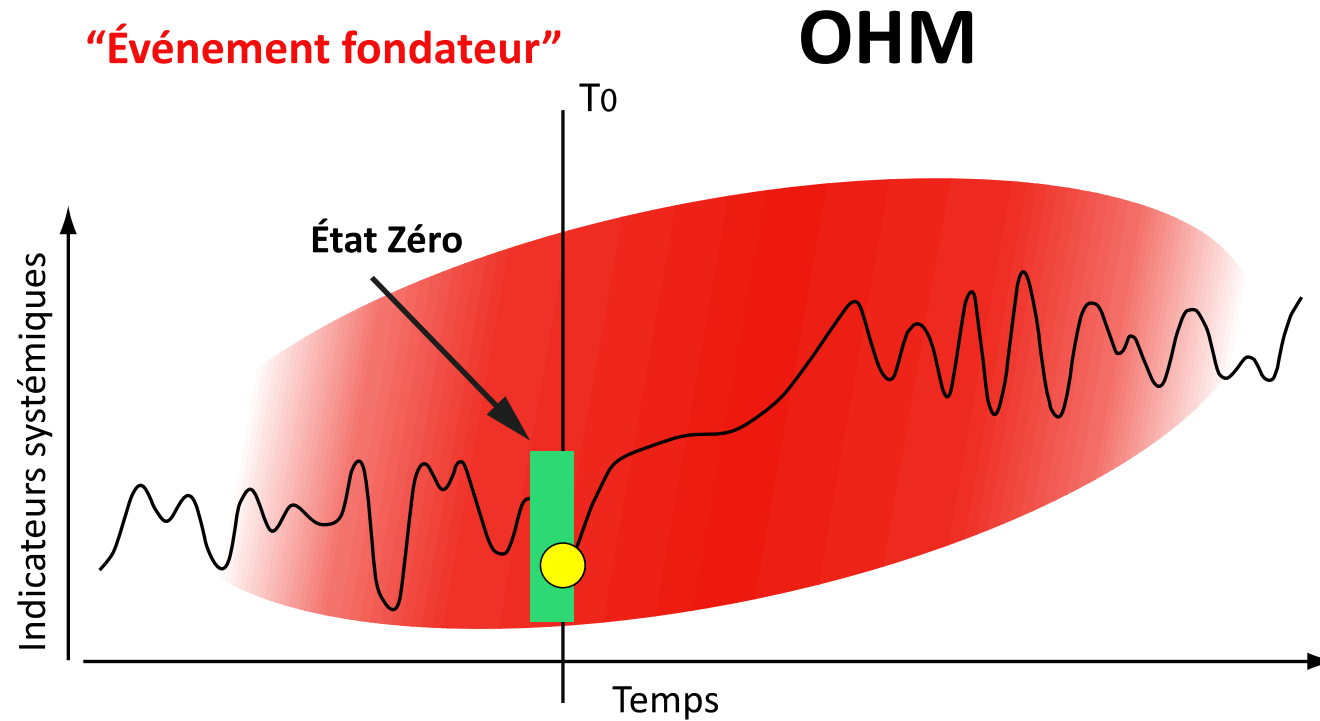 “Événement fondateur”
OHM
T0
État Zéro
Indicateurs systémiques
Temps